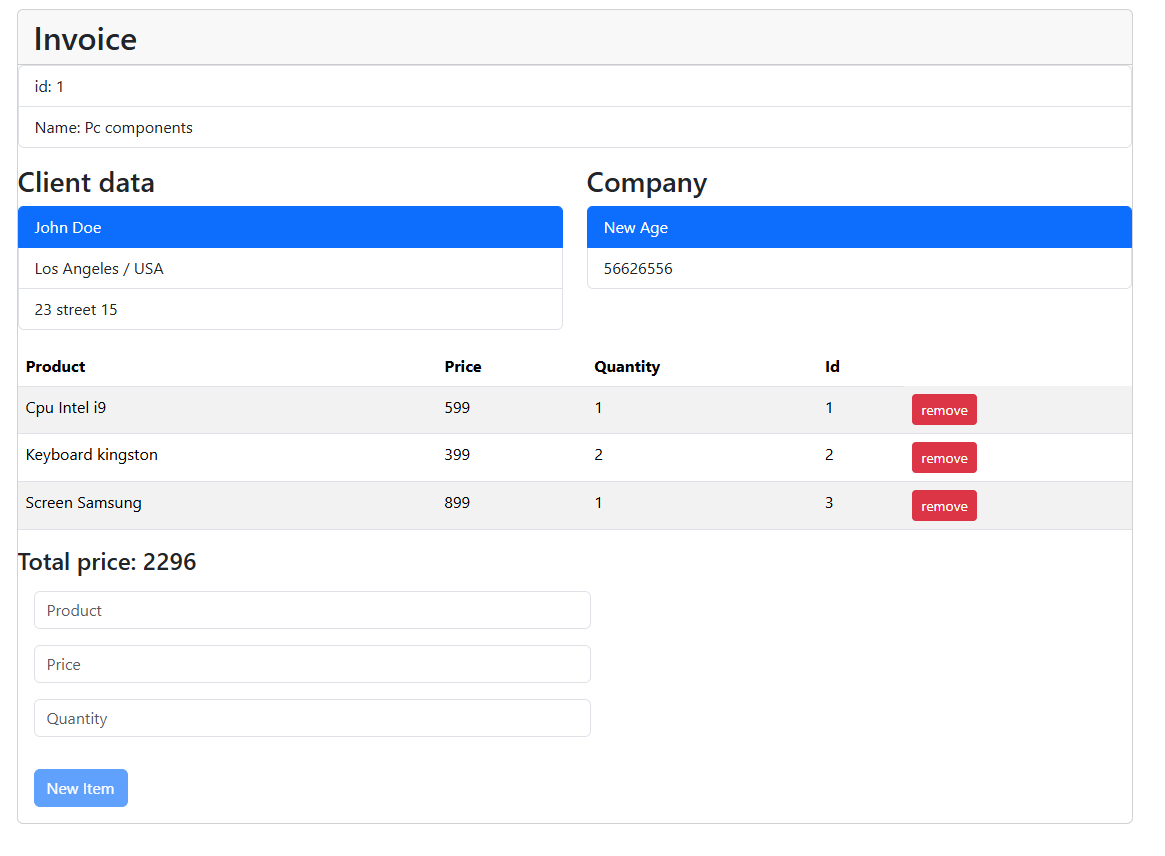 Invoice
id: 1
Name: Pc components
Client data
John Doe
Los Angeles / USA
23 street 15
Company
New Age
56626556
Product Price Quantity Id
Cpu Intel i9 599 1 1 remove
Keyboard kingston 399 2 2 remove
Screen Samsung 899 1 3 remove
Total price: 2296
Product
Price
Quantity
New Item